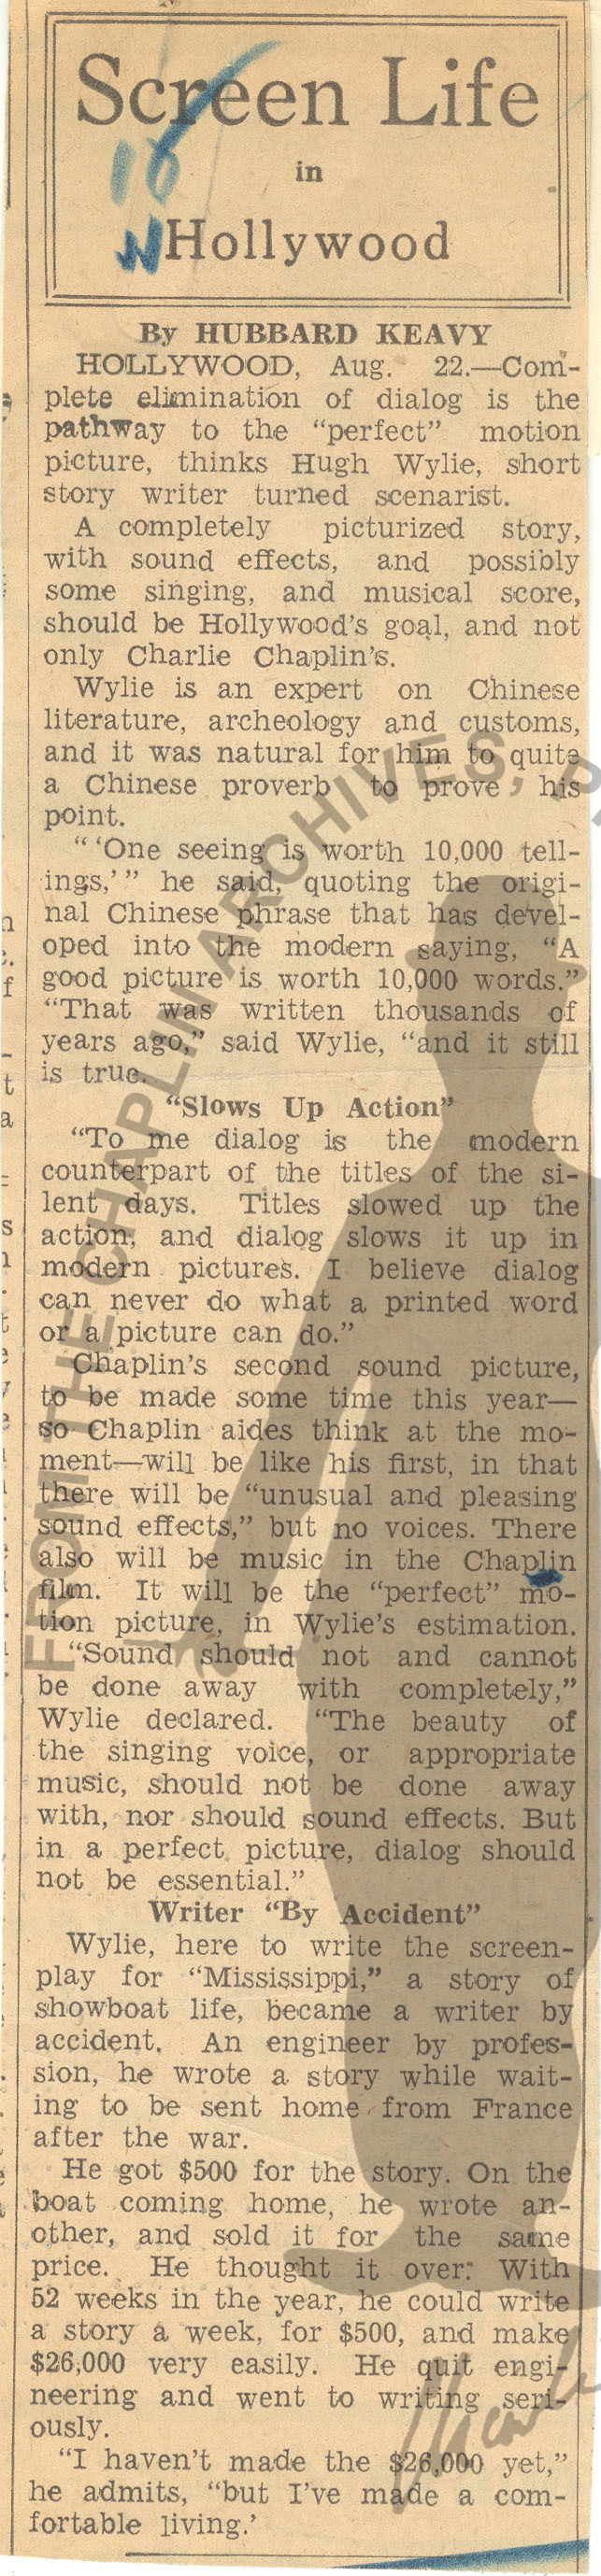 Screen Life
in
Hollywood
16
N
By HUBBARD KEAVY
HOLLYWOOD, Aug. 22.—Com-
plete elimination of dialog is the
pathway to the “perfect” motion
picture, thinks Hugh Wylie, short
story writer turned scenarist.
A completely picturized story,
with sound effects, and possibly
some singing, and musical score,
should be Hollywood’s goal, and not
only Charlie Chaplin’s.
Wylie is an expert on Chinese
literature, archeology and customs,
and it was natural for him to quite
a Chinese proverb to prove his
point.
“ ‘One seeing is worth 10,000 tell-
ings,’ ” he said, quoting the origi-
nal Chinese phrase that has devel-
oped into the modern saying, “A
good picture is worth 10,000 words.”
“That was written thousands of
years ago,” said Wylie, “and it still
is true.
“Slows Up Action”
“To me dialog is the modern
counterpart of the titles of the si-
lent days. Titles slowed up the
action, and dialog slows it up in
modern pictures. I believe dialog
can never do what a printed word
or a picture can do.”
Chaplin’s second sound picture,
to be made some time this year—
so Chaplin aides think at the mo-
ment—will be like his first, in that
there will be “unusual and pleasing
sound effects,” but no voices. There
also will be music in the Chaplin
film. It will be the “perfect” mo-
tion picture, in Wylie’s estimation.
“Sound should not and cannot
be done away with completely,”
Wylie declared. “The beauty of
the singing voice, or appropriate
music, should not be done away
with, nor should sound effects. But
in a perfect picture, dialog should
not be essential.”
Writer “By Accident”
Wylie, here to write the screen-
play for “Mississippi,” a story of
showboat life, became a writer by
accident. An engineer by profes-
sion, he wrote a story while wait-
ing to be sent home from France
after the war.
He got $500 for the story. On the
boat coming home, he wrote an-
other, and sold it for the same
price. He thought it over: With
52 weeks in the year, he could write
a story a week, for $500, and make
$26,000 very easily. He quit engi-
neering and went to writing seri-
ously.
“I haven’t made the $26,000 yet,”
he admits, “but I’ve made a com-
fortable living.’
FROM THE CHAPLIN ARCHIVES,